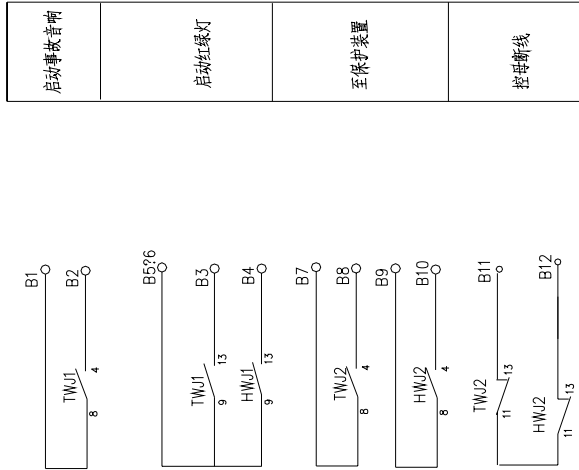 启动事故音响
启动红绿灯
至保护装置
控母断线
B1
B2
B5?6
B3
B4
B7
B8
B9
B10
B11
B12
TWJ1
8
4
TWJ1
9
13
HWJ1
9
13
TWJ2
8
4
HWJ2
8
4
TWJ2
11
13
HWJ2
11
13